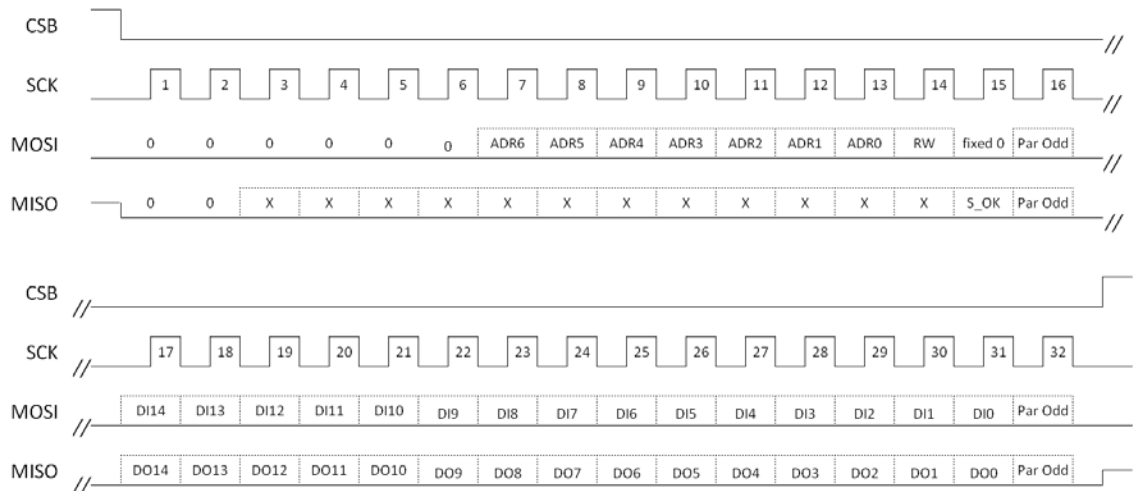 CSB
SCK 1 2 3 4 5 6 7 8 9 10 11 12 13 14 15 16
MOSI 0 0 0 0 0 0 ADR6 ADR5 ADR4 ADR3 ADR2 ADR1 ADR0 RW fixed 0 Par Odd
MISO 0 0 X X X X X X X X X X X X S_OK Par Odd
CSB
SCK 17 18 19 20 21 22 23 24 25 26 27 28 29 30 31 32
MOSI DI14 DI13 DI12 DI11 DI10 DI9 DI8 DI7 DI6 DI5 DI4 DI3 DI2 DI1 DI0 Par Odd
MISO DO14 DO13 DO12 DO11 DO10 DO9 DO8 DO7 DO6 DO5 DO4 DO3 DO2 DO1 DO0 Par Odd